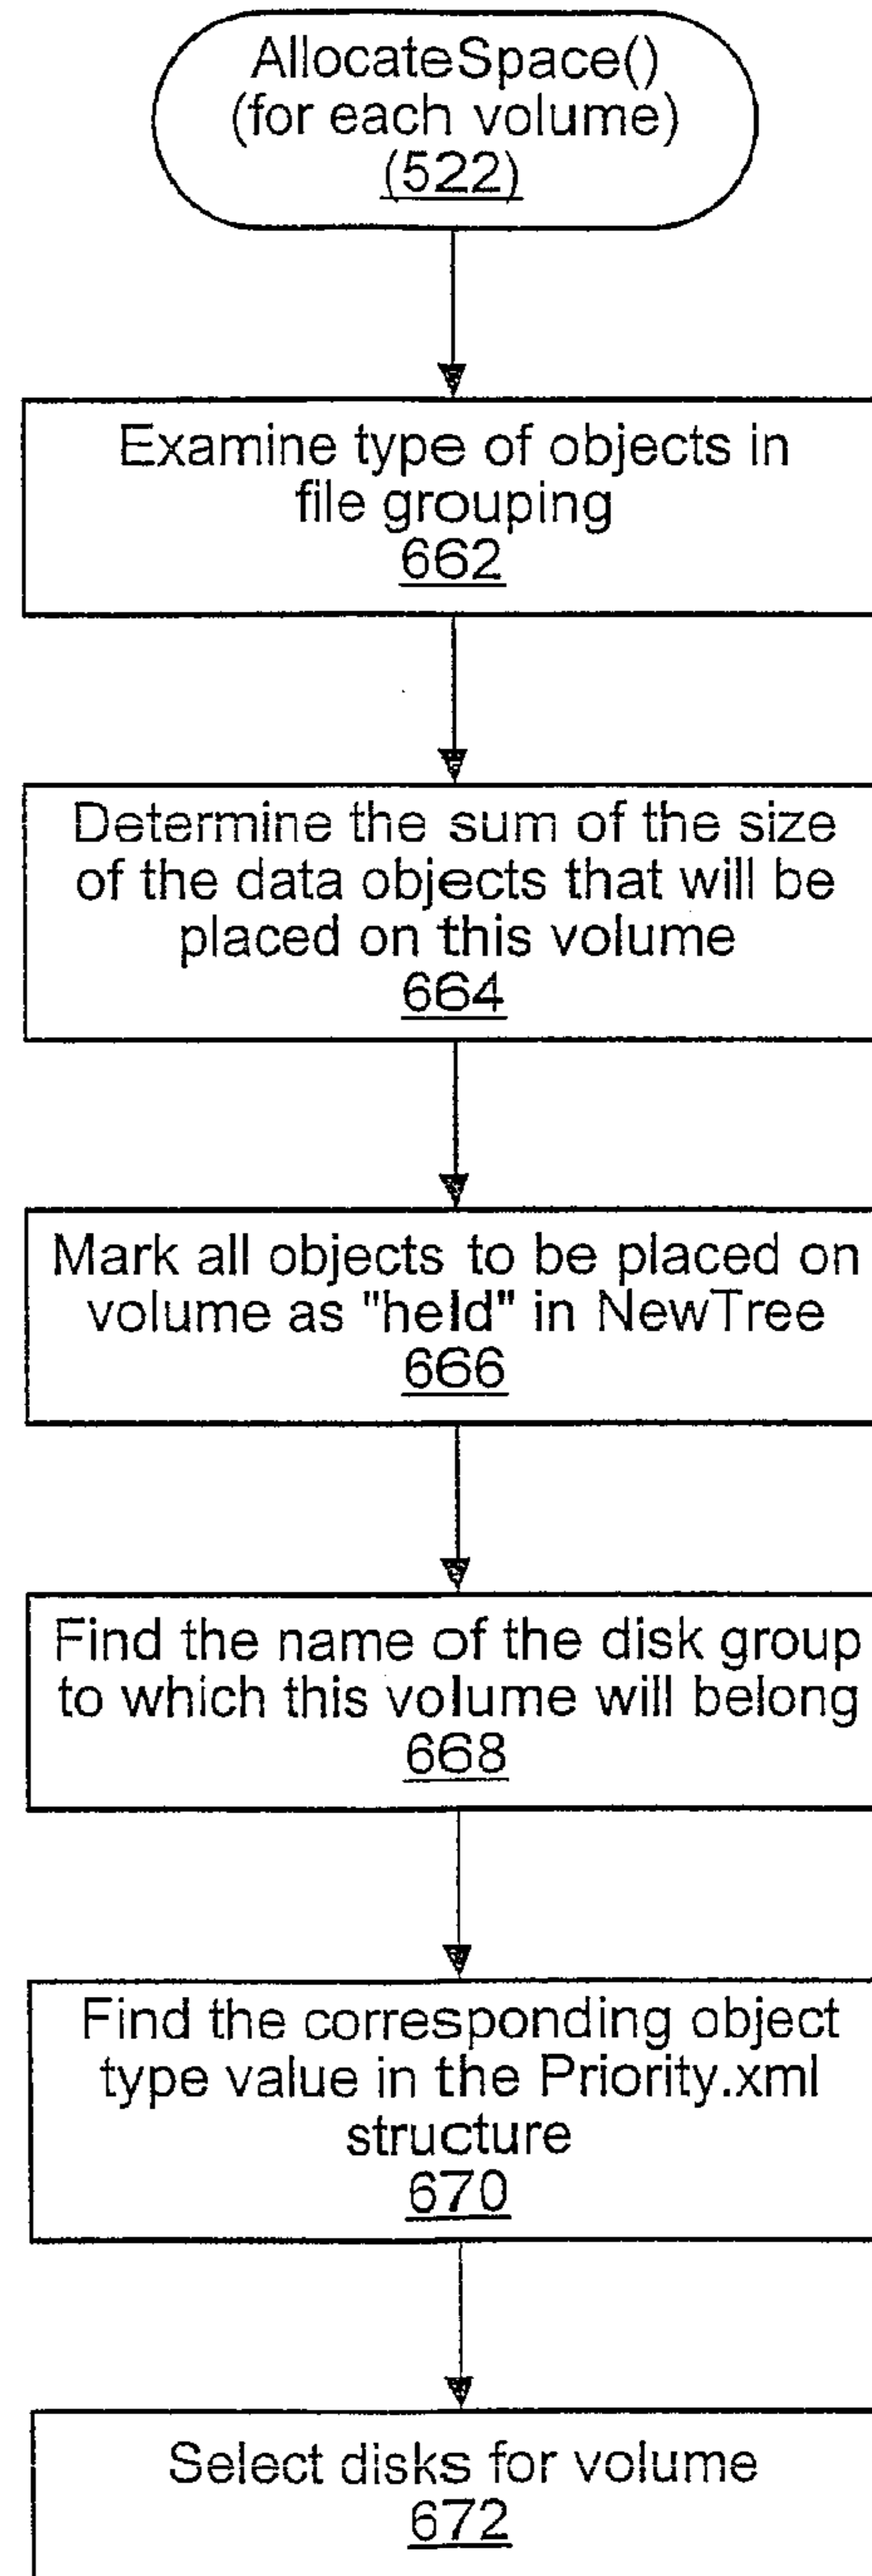 AllocateSpace()
(for each volume)
(522)
Examine type of objects in
file grouping
662
Determine the sum of the size
of the data objects that will be
placed on this volume
664
Mark all objects to be placed on
volume as "held" in NewTree
666
Find the name of the disk group
to which this volume will belong
668
Find the corresponding object
type value in the Priority.xml
structure
670
Select disks for volume
672